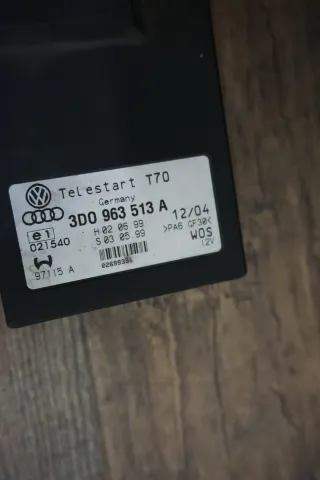 Telestart T70
Germany
3D0 963 513 A 12/04
e1 H 02 06 99 >PA6 GF30<
021540 S 03 05 99 WOS
97115 A 12V